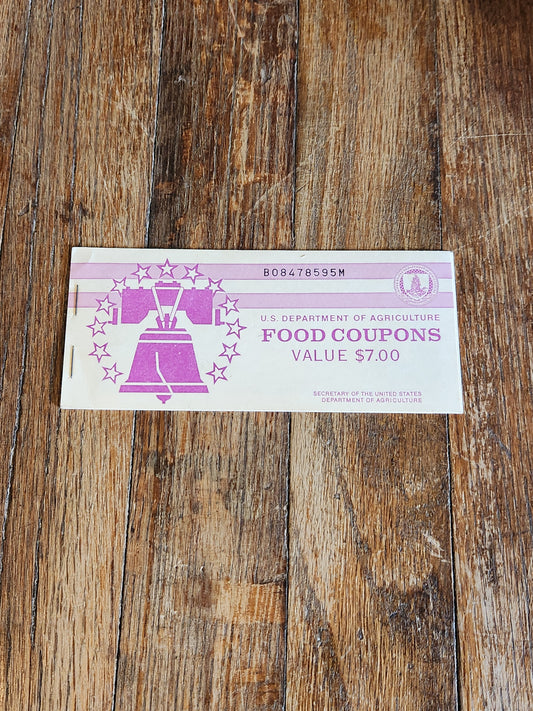 B08478595M
U.S. DEPARTMENT OF AGRICULTURE
FOOD COUPONS
VALUE $7.00
SECRETARY OF THE UNITED STATES
DEPARTMENT OF AGRICULTURE